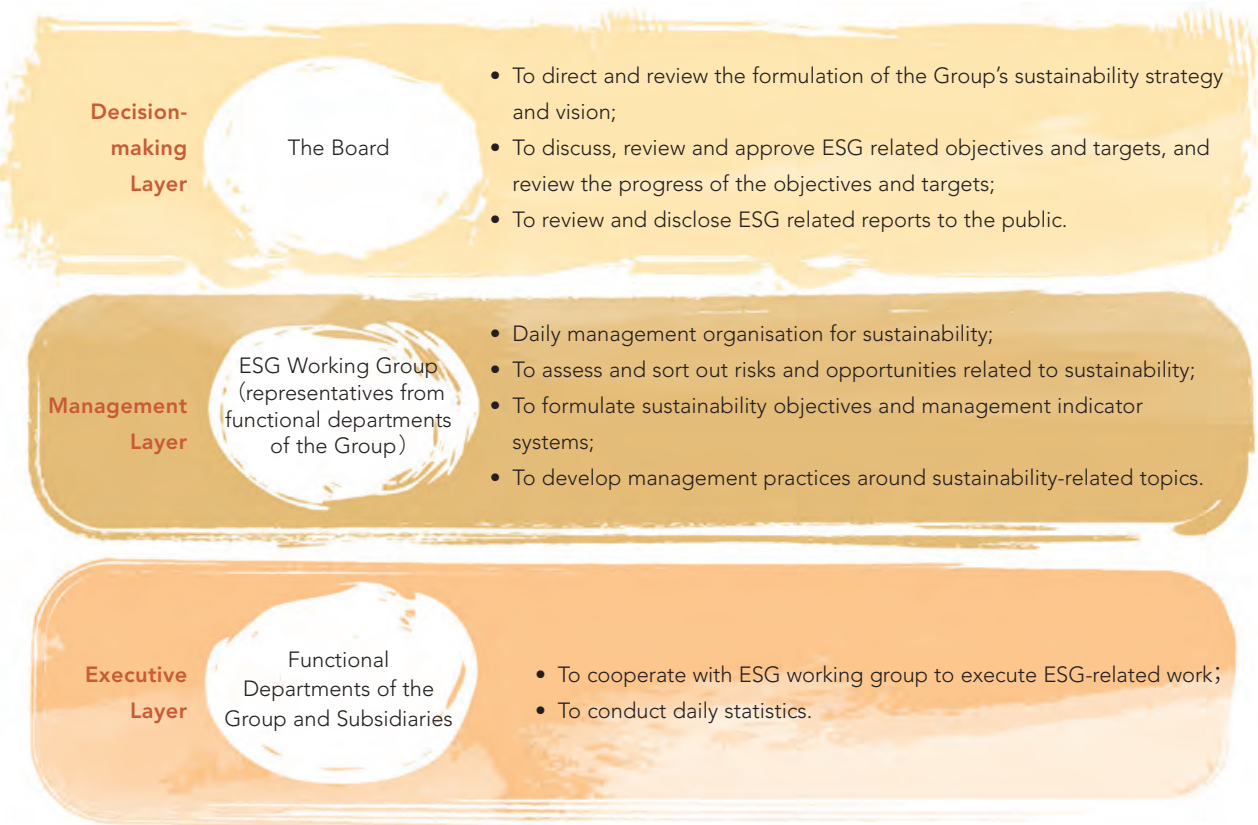 Decision-
making
Layer
The Board
• To direct and review the formulation of the Group’s sustainability strategy
and vision;
• To discuss, review and approve ESG related objectives and targets, and
review the progress of the objectives and targets;
• To review and disclose ESG related reports to the public.
Management
Layer
ESG Working Group
（representatives from
functional departments
of the Group）
• Daily management organisation for sustainability;
• To assess and sort out risks and opportunities related to sustainability;
• To formulate sustainability objectives and management indicator
systems;
• To develop management practices around sustainability-related topics.
Executive
Layer
Functional
Departments of the
Group and Subsidiaries
• To cooperate with ESG working group to execute ESG-related work；
• To conduct daily statistics.